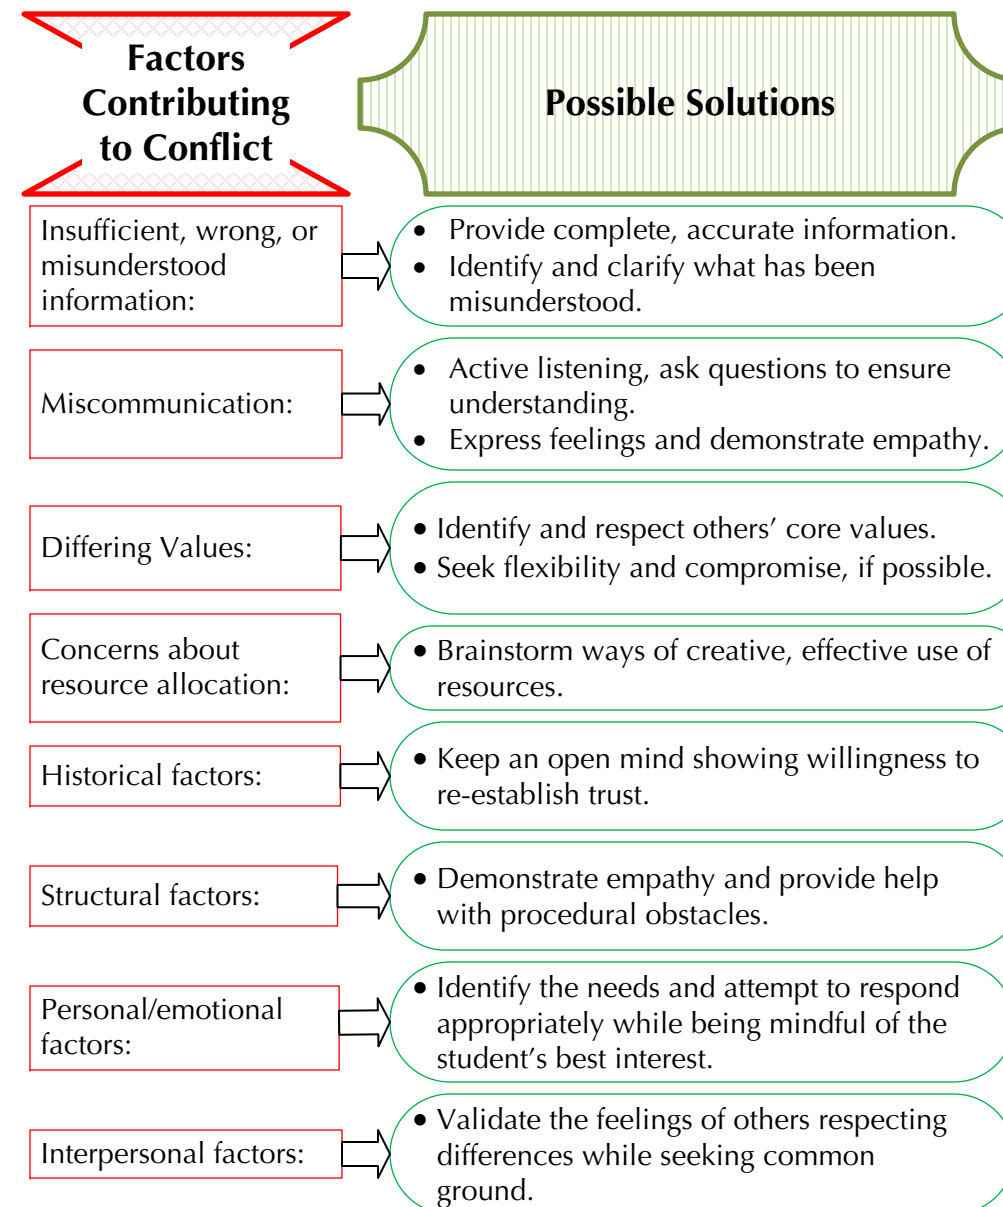 Factors
Contributing
to Conflict
Possible Solutions
Insufficient, wrong, or
misunderstood
information:
• Provide complete, accurate information.
• Identify and clarify what has been
misunderstood.
Miscommunication:
• Active listening, ask questions to ensure
understanding.
• Express feelings and demonstrate empathy.
Differing Values:
• Identify and respect others’ core values.
• Seek flexibility and compromise, if possible.
Concerns about
resource allocation:
• Brainstorm ways of creative, effective use of
resources.
Historical factors:
• Keep an open mind showing willingness to
re-establish trust.
Structural factors:
• Demonstrate empathy and provide help
with procedural obstacles.
Personal/emotional
factors:
• Identify the needs and attempt to respond
appropriately while being mindful of the
student’s best interest.
Interpersonal factors:
• Validate the feelings of others respecting
differences while seeking common
ground.